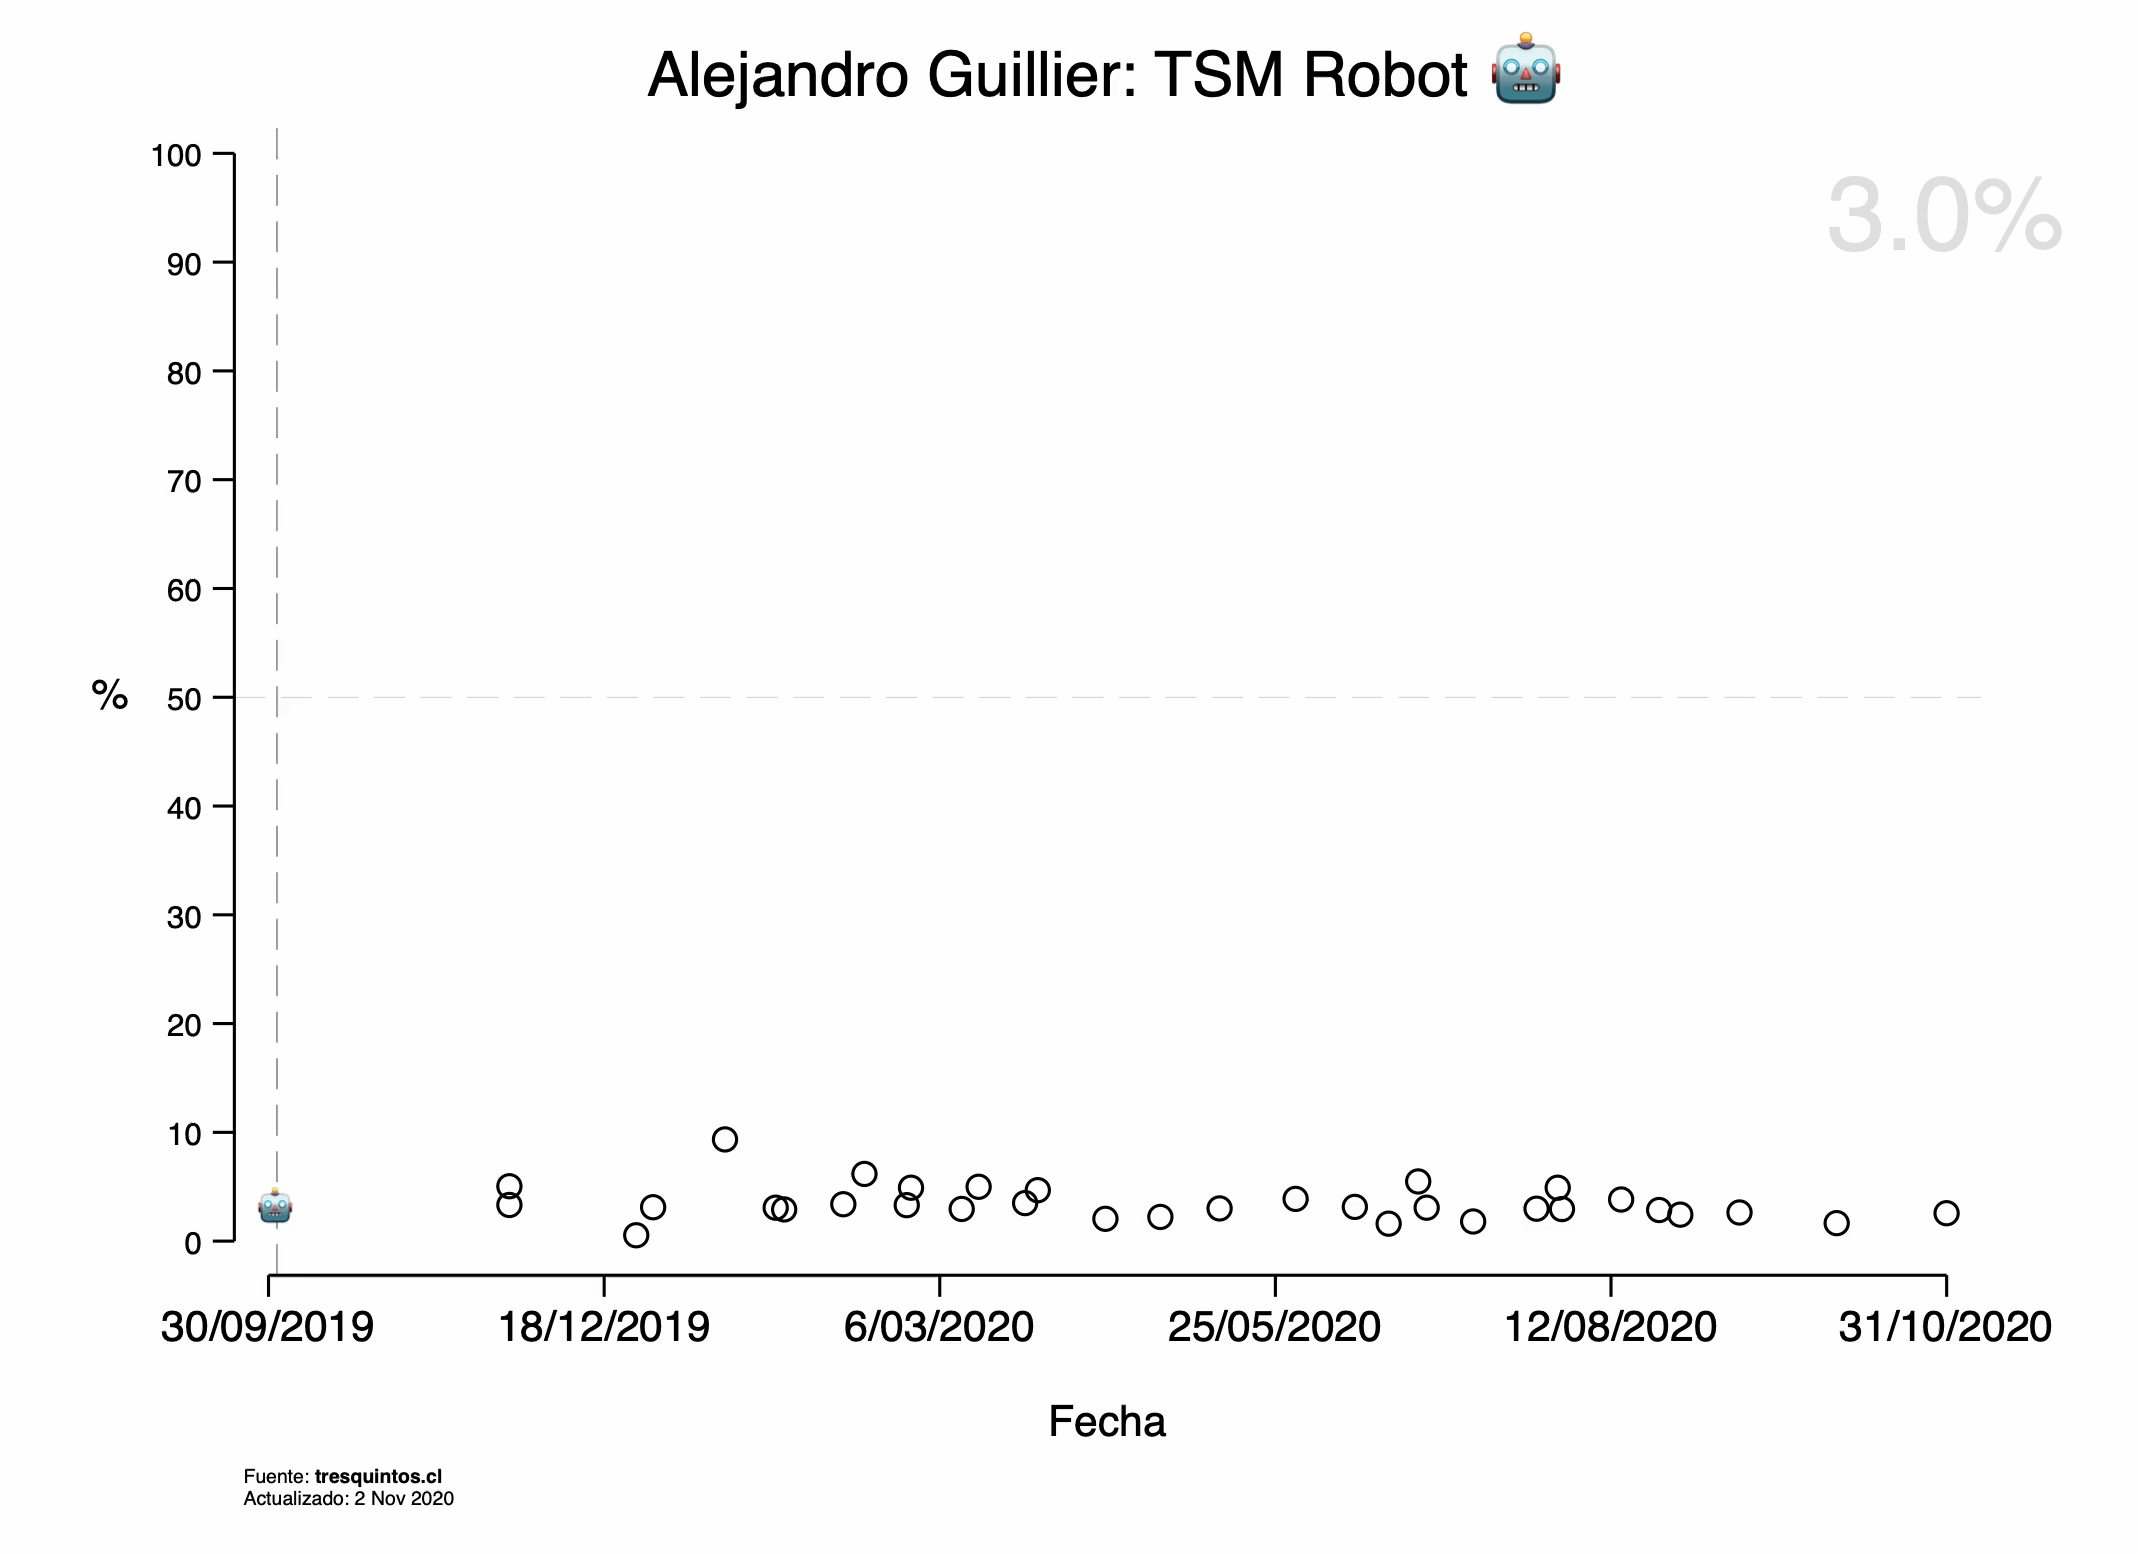 Alejandro Guillier: TSM Robot 🤖
3.0%
100
90
80
70
60
50
40
30
20
10
0
%
30/09/2019 18/12/2019 6/03/2020 25/05/2020 12/08/2020 31/10/2020
Fecha
Fuente: tresquintos.cl
Actualizado: 2 Nov 2020